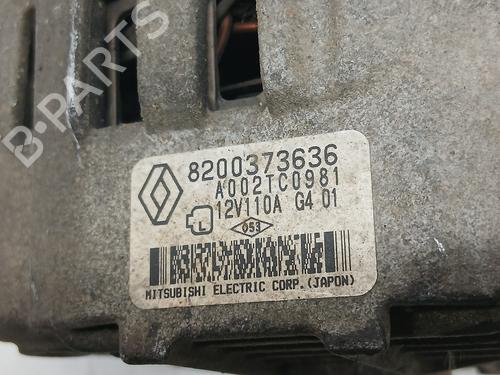 B-PARTS
8200373636
A002TC0981
12V110A G4 01
053
MITSUBISHI ELECTRIC CORP.(JAPON)